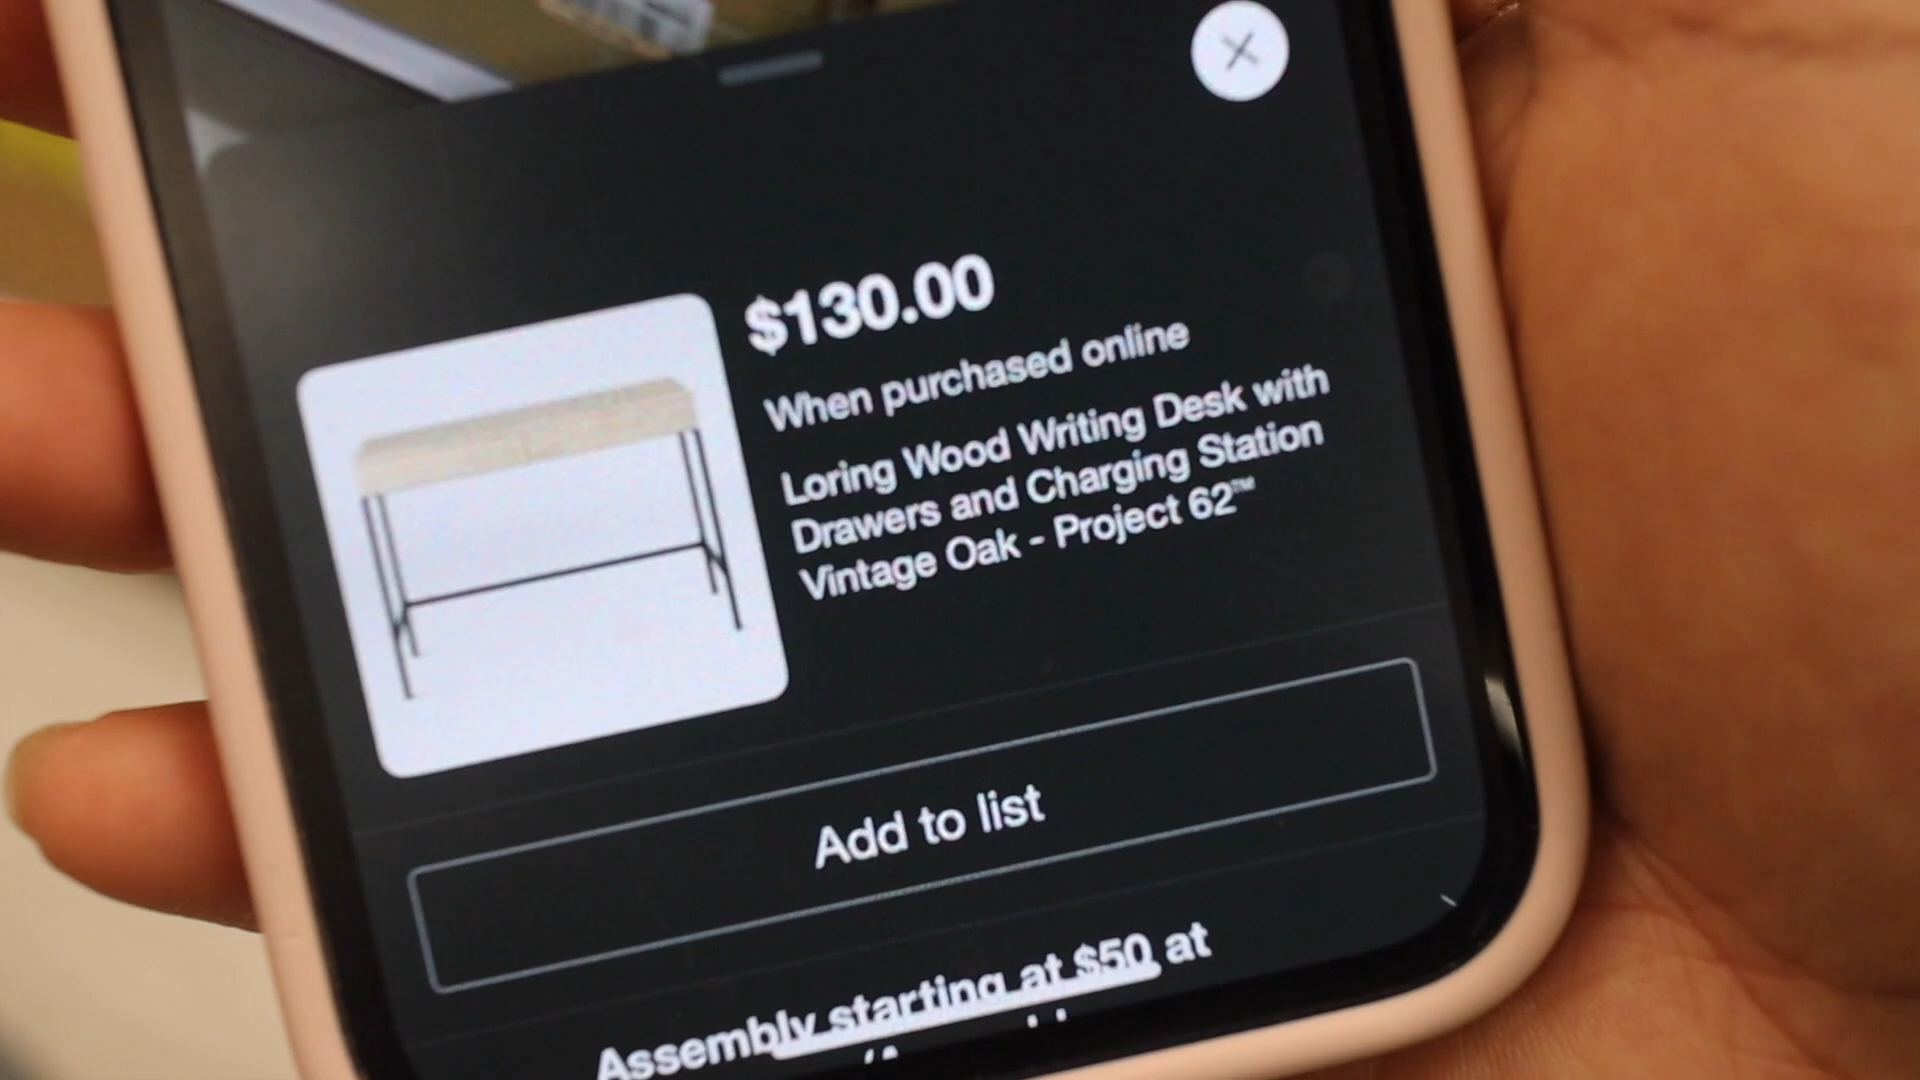 $130.00
When purchased online
Loring Wood Writing Desk with
Drawers and Charging Station
Vintage Oak - Project 62™
Add to list
Assembly starting at $50 at